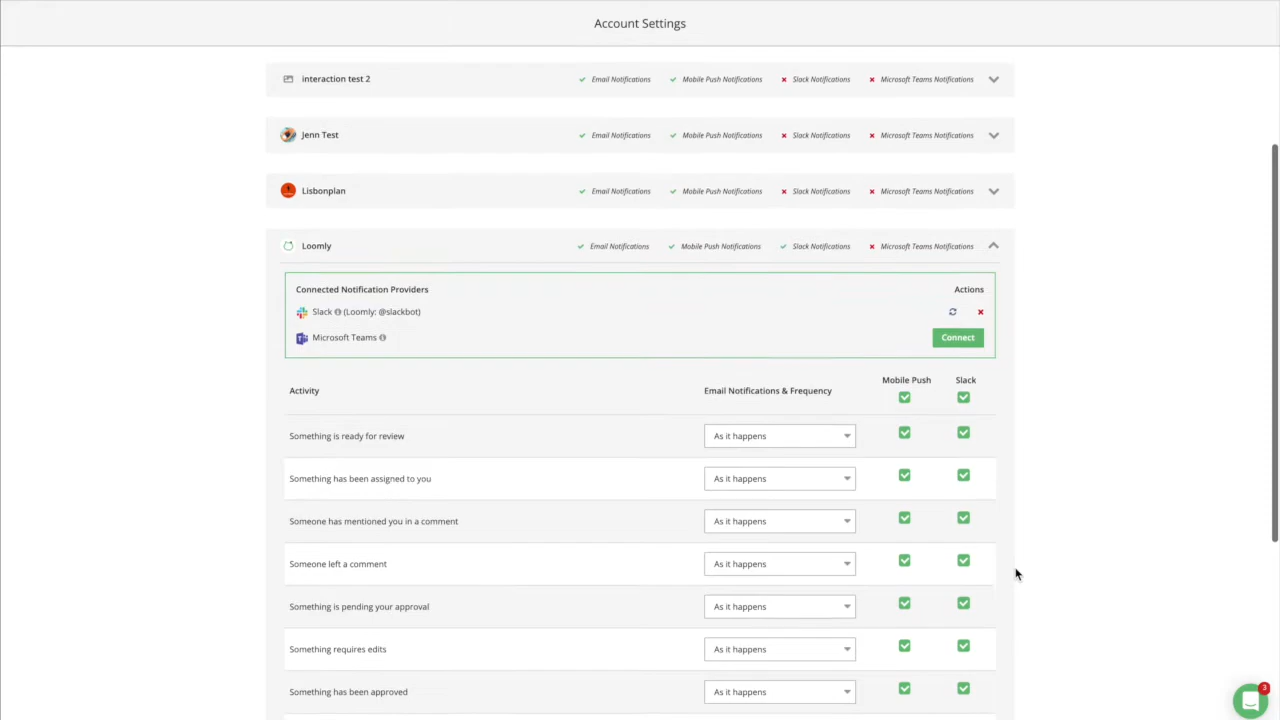 Account Settings
interaction test 2 Email Notifications Mobile Push Notifications Slack Notifications Microsoft Teams Notifications
Jenn Test Email Notifications Mobile Push Notifications Slack Notifications Microsoft Teams Notifications
Lisbonplan Email Notifications Mobile Push Notifications Slack Notifications Microsoft Teams Notifications
Loomly Email Notifications Mobile Push Notifications Slack Notifications Microsoft Teams Notifications
Connected Notification Providers Actions
Slack (Loomly: @slackbot)
Microsoft Teams Connect
Activity Email Notifications & Frequency Mobile Push Slack
Something is ready for review As it happens
Something has been assigned to you As it happens
Someone has mentioned you in a comment As it happens
Someone left a comment As it happens
Something is pending your approval As it happens
Something requires edits As it happens
Something has been approved As it happens
3